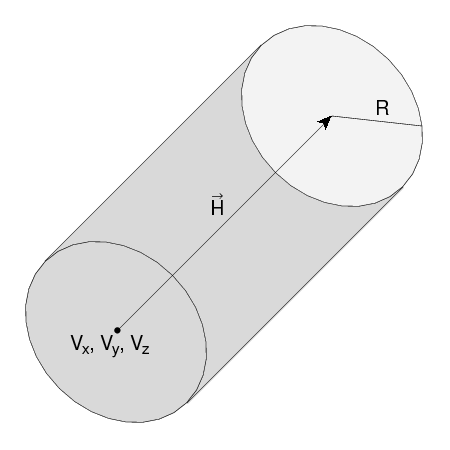 R
H⃗
Vx, Vy, Vz